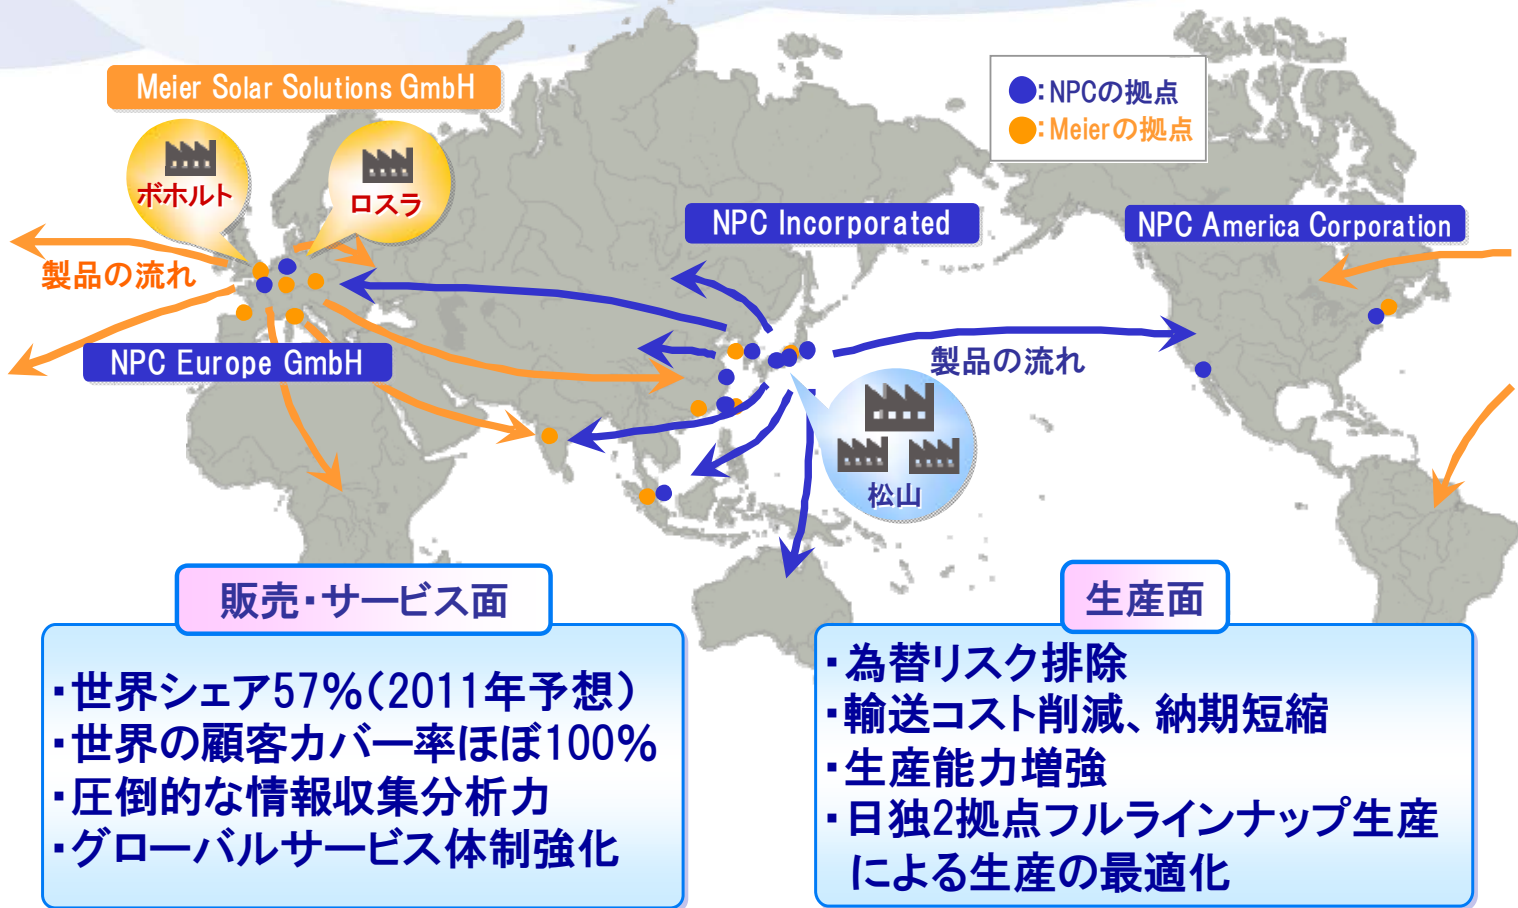 Meier Solar Solutions GmbH
●:NPCの拠点
●:Meierの拠点
ボホルト
ロスラ
NPC Incorporated
NPC America Corporation
製品の流れ
NPC Europe GmbH
製品の流れ
松山
販売・サービス面
・世界シェア57%(2011年予想)
・世界の顧客カバー率ほぼ100%
・圧倒的な情報収集分析力
・グローバルサービス体制強化
生産面
・為替リスク排除
・輸送コスト削減、納期短縮
・生産能力増強
・日独2拠点フルラインナップ生産
による生産の最適化